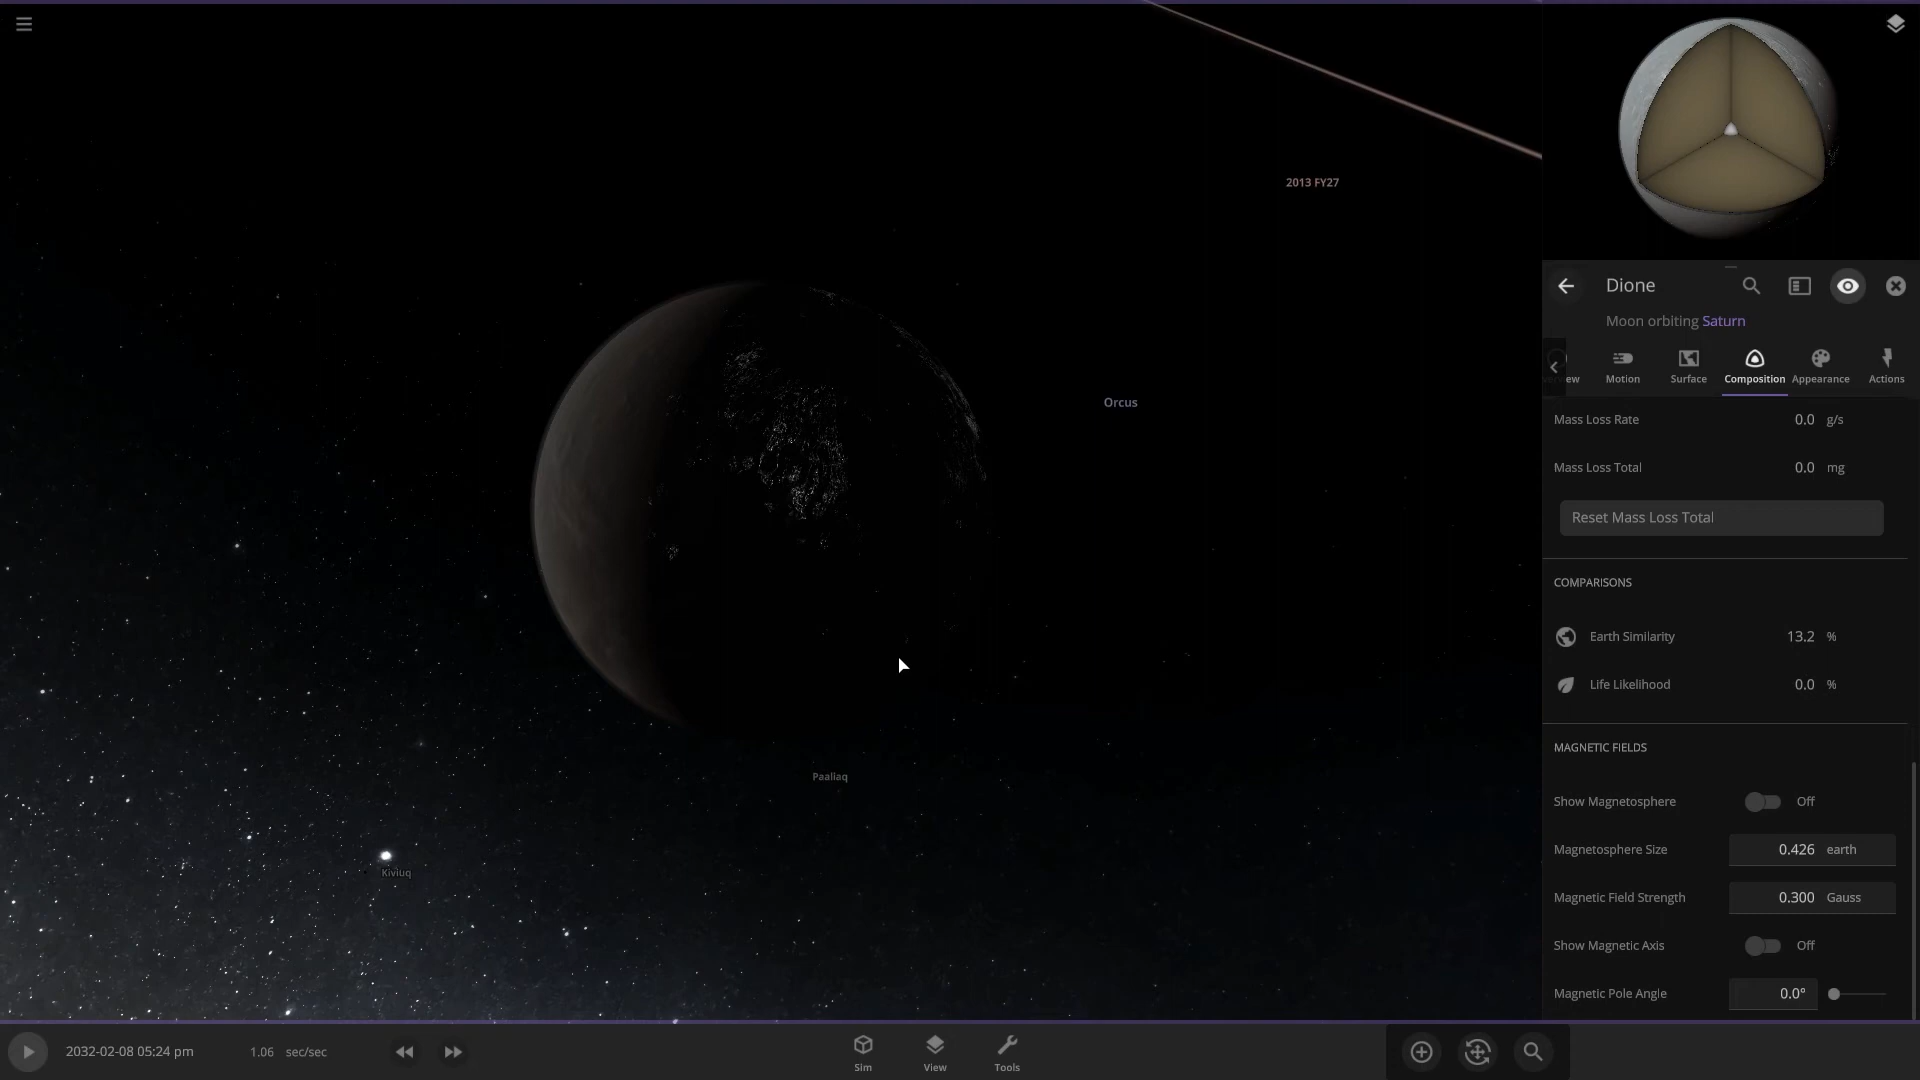 2013 FY27
Orcus
Paaliaq
Kiviuq
Dione
Moon orbiting Saturn
Motion
Surface
Composition
Appearance
Actions
Mass Loss Rate 0.0 g/s
Mass Loss Total 0.0 mg
Reset Mass Loss Total
COMPARISONS
Earth Similarity 13.2 %
Life Likelihood 0.0 %
MAGNETIC FIELDS
Show Magnetosphere Off
Magnetosphere Size 0.426 earth
Magnetic Field Strength 0.300 Gauss
Show Magnetic Axis Off
Magnetic Pole Angle 0.0°
2032-02-08 05:24 pm 1.06 sec/sec
Sim
View
Tools